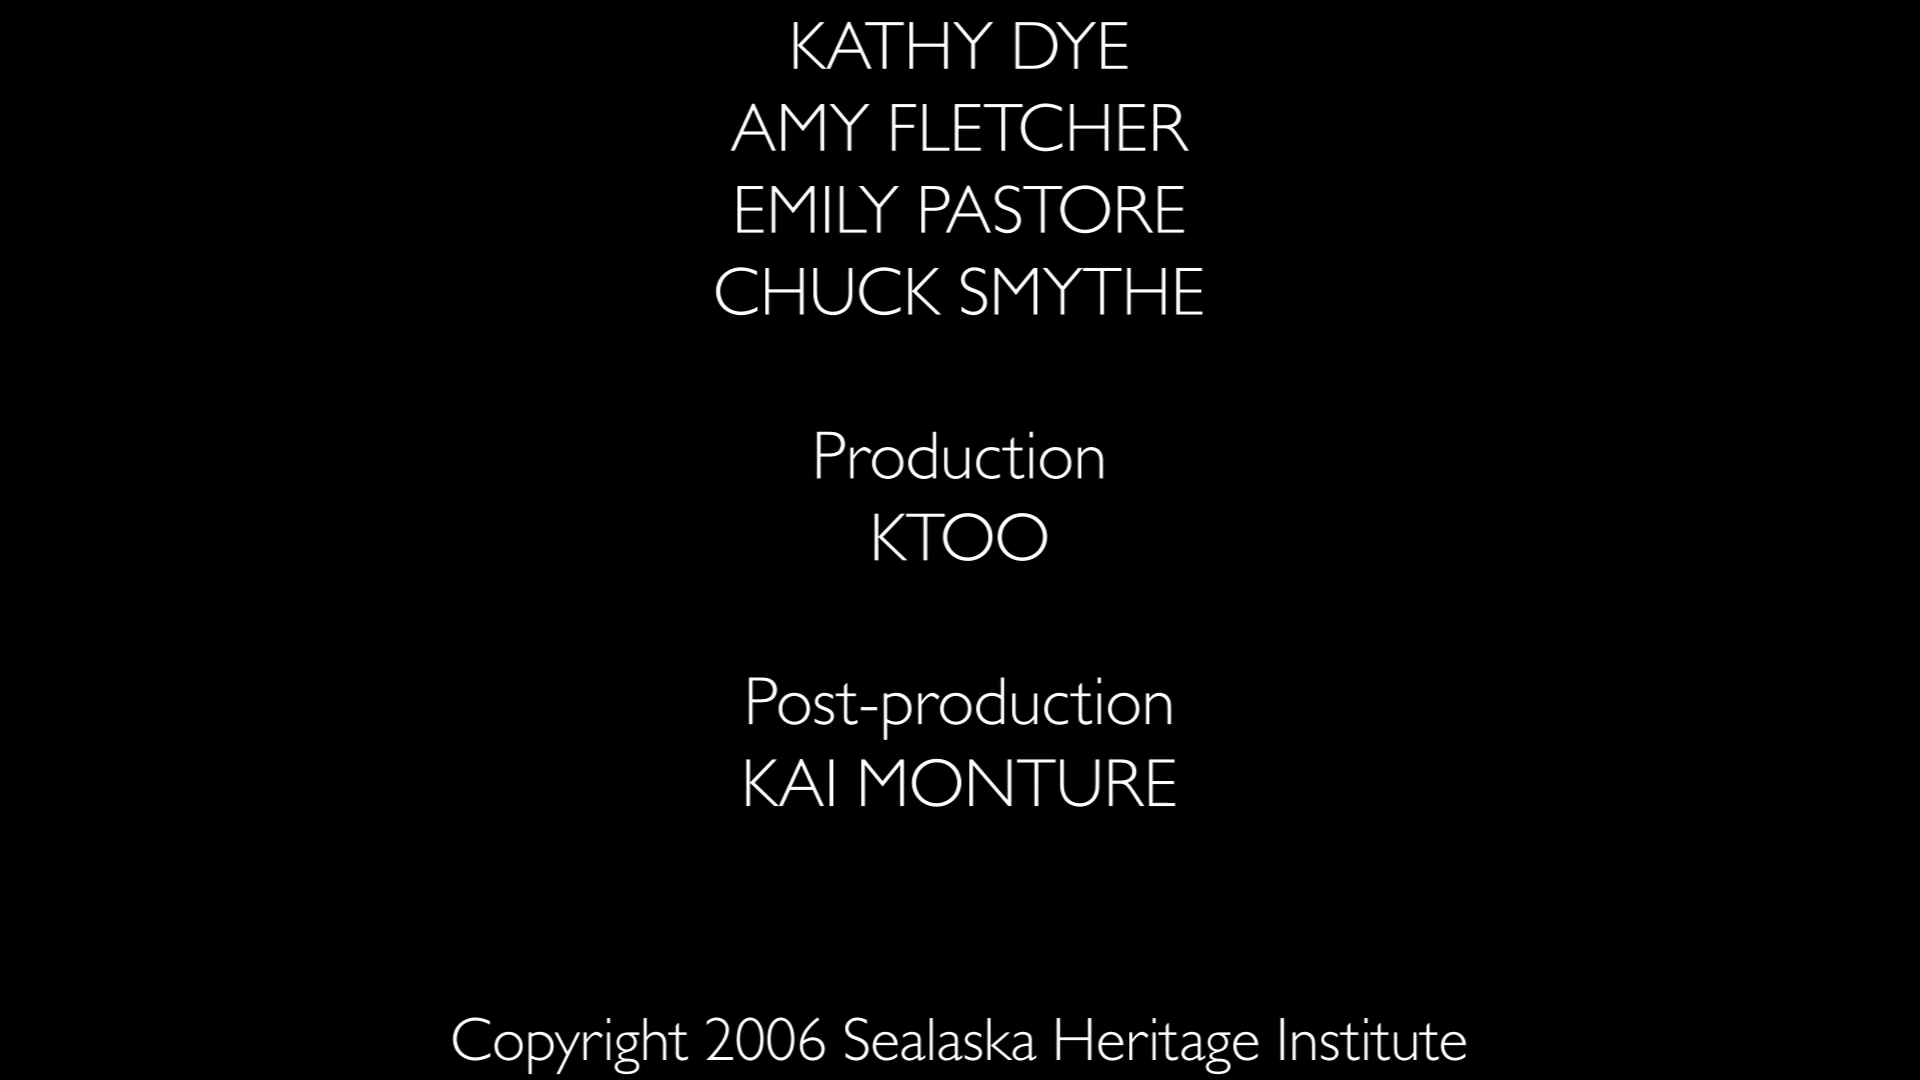 KATHY DYE
AMY FLETCHER
EMILY PASTORE
CHUCK SMYTHE
Production
KTOO
Post-production
KAI MONTURE
Copyright 2006 Sealaska Heritage Institute